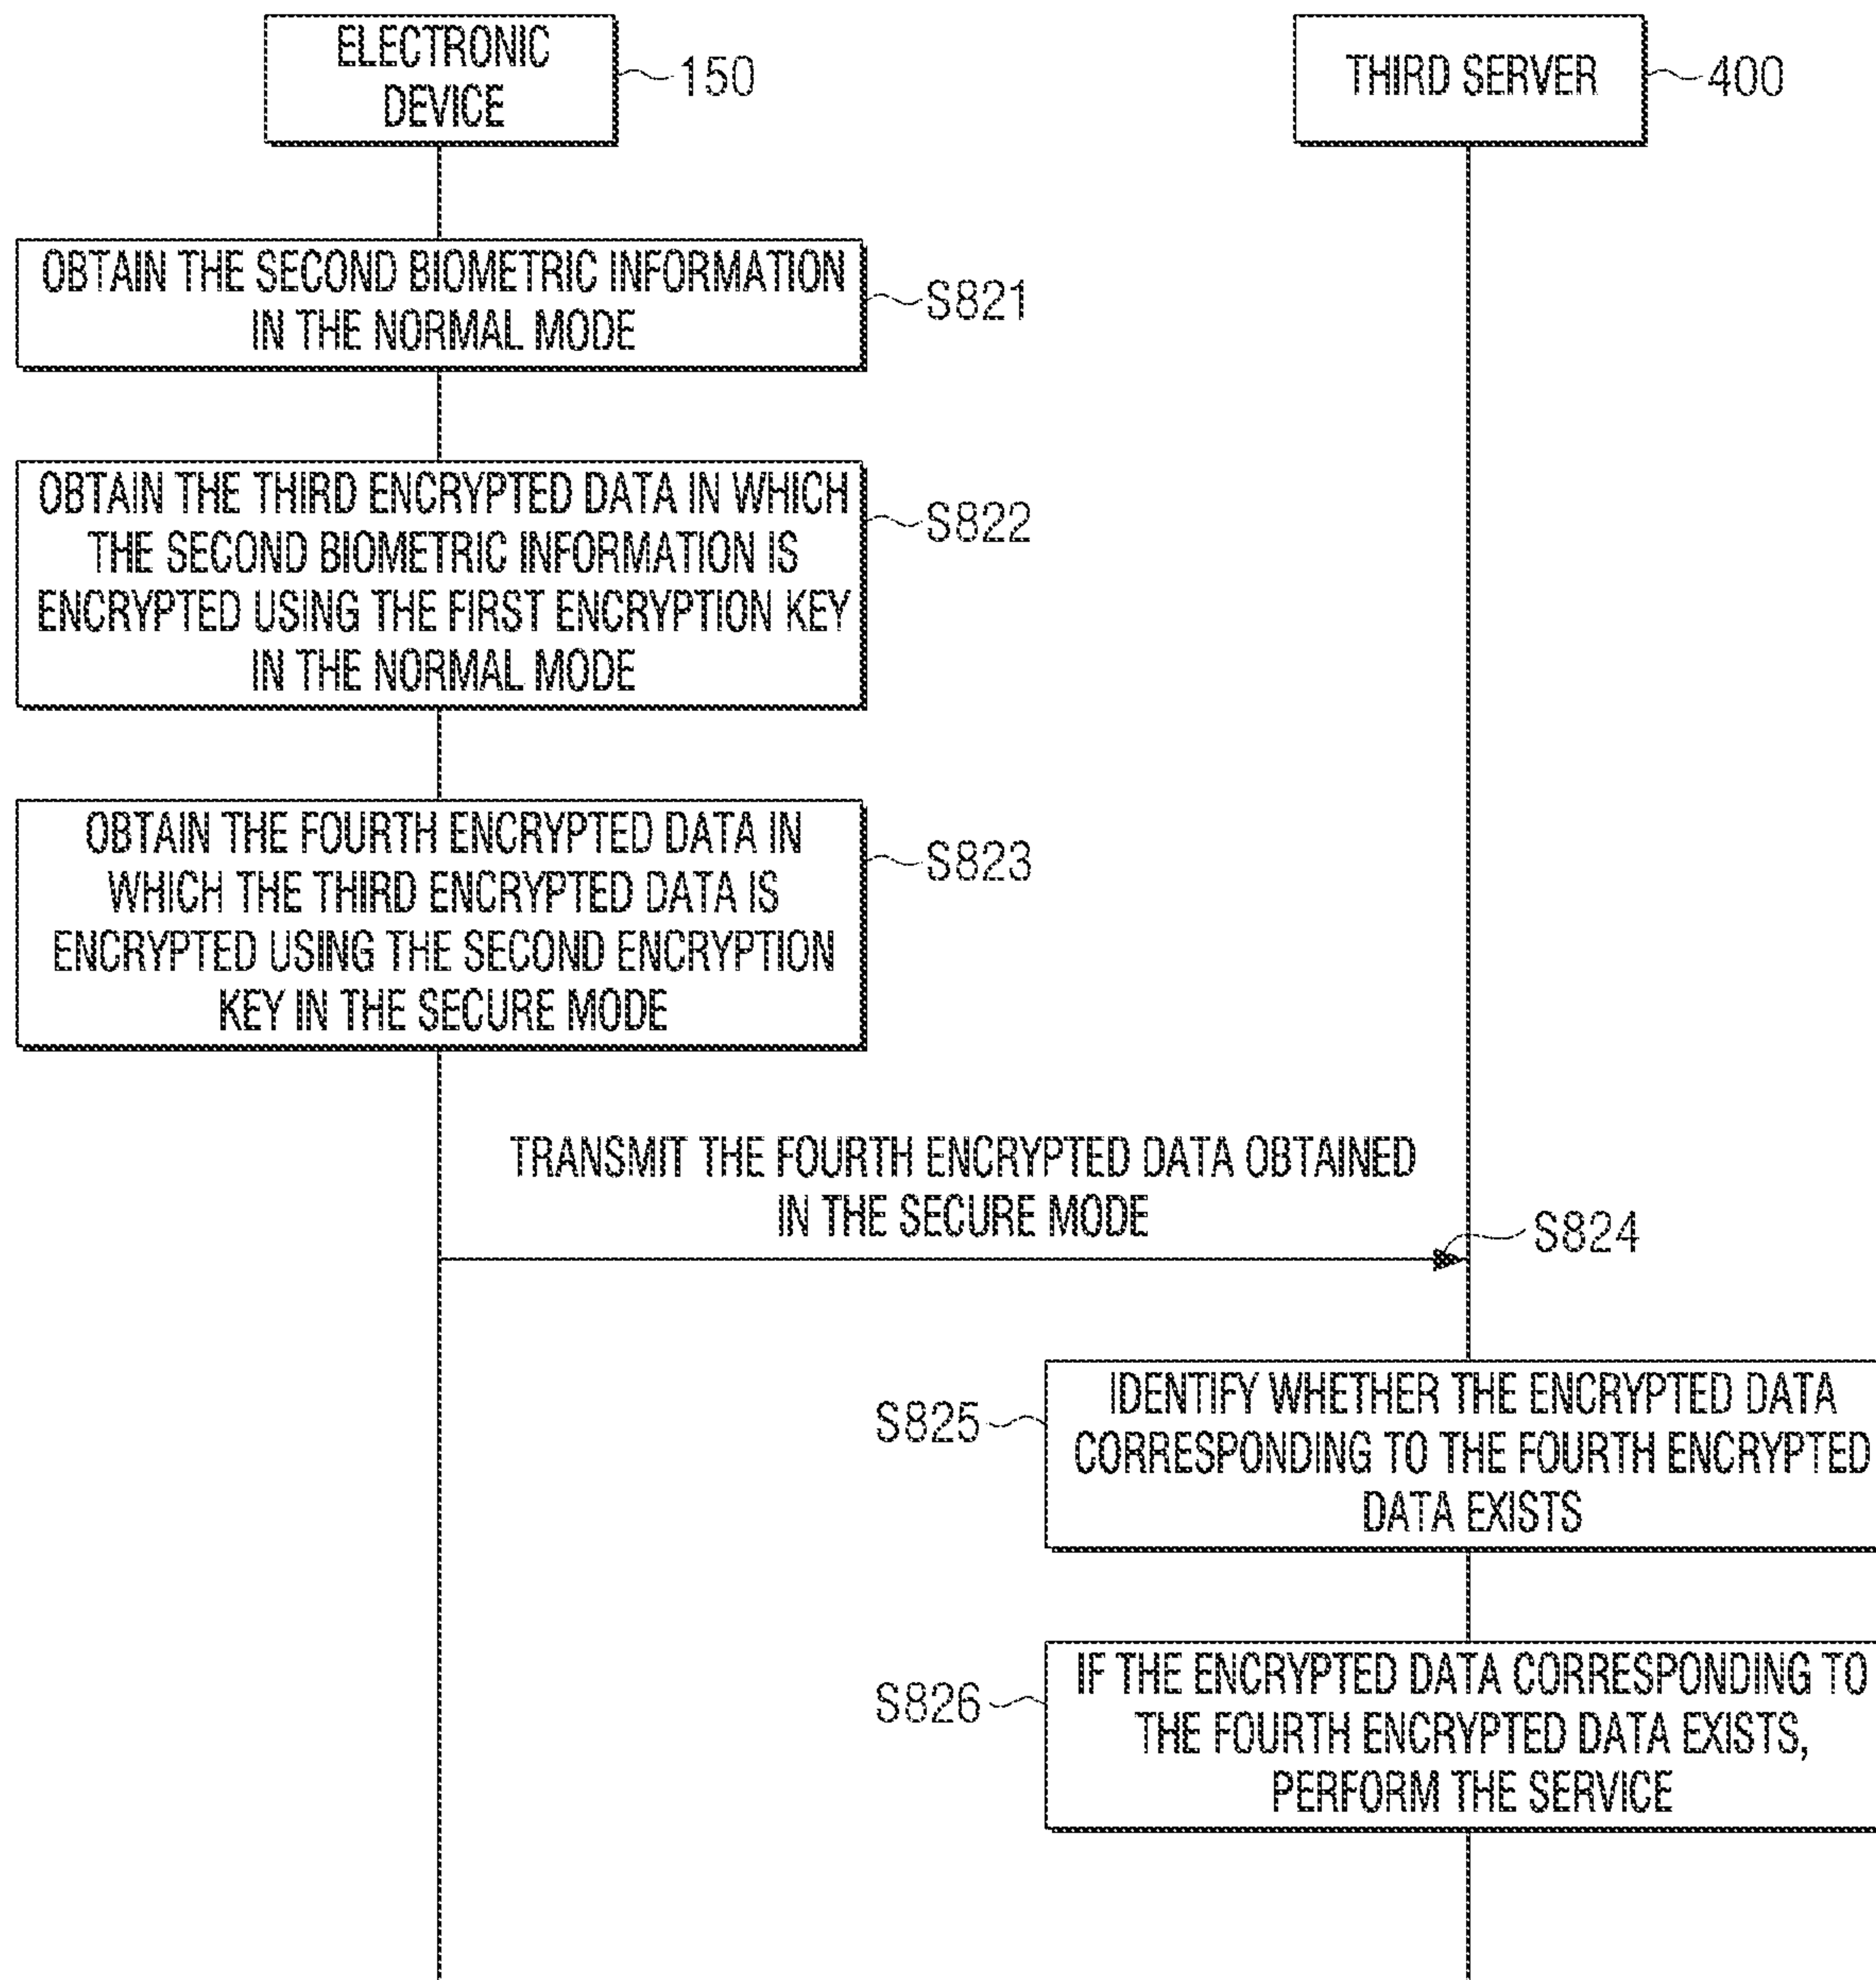 ELECTRONIC
DEVICE
150
THIRD SERVER
400
OBTAIN THE SECOND BIOMETRIC INFORMATION
IN THE NORMAL MODE
S821
OBTAIN THE THIRD ENCRYPTED DATA IN WHICH
THE SECOND BIOMETRIC INFORMATION IS
ENCRYPTED USING THE FIRST ENCRYPTION KEY
IN THE NORMAL MODE
S822
OBTAIN THE FOURTH ENCRYPTED DATA IN
WHICH THE THIRD ENCRYPTED DATA IS
ENCRYPTED USING THE SECOND ENCRYPTION
KEY IN THE SECURE MODE
S823
TRANSMIT THE FOURTH ENCRYPTED DATA OBTAINED
IN THE SECURE MODE
S824
S825
IDENTIFY WHETHER THE ENCRYPTED DATA
CORRESPONDING TO THE FOURTH ENCRYPTED
DATA EXISTS
S826
IF THE ENCRYPTED DATA CORRESPONDING TO
THE FOURTH ENCRYPTED DATA EXISTS,
PERFORM THE SERVICE